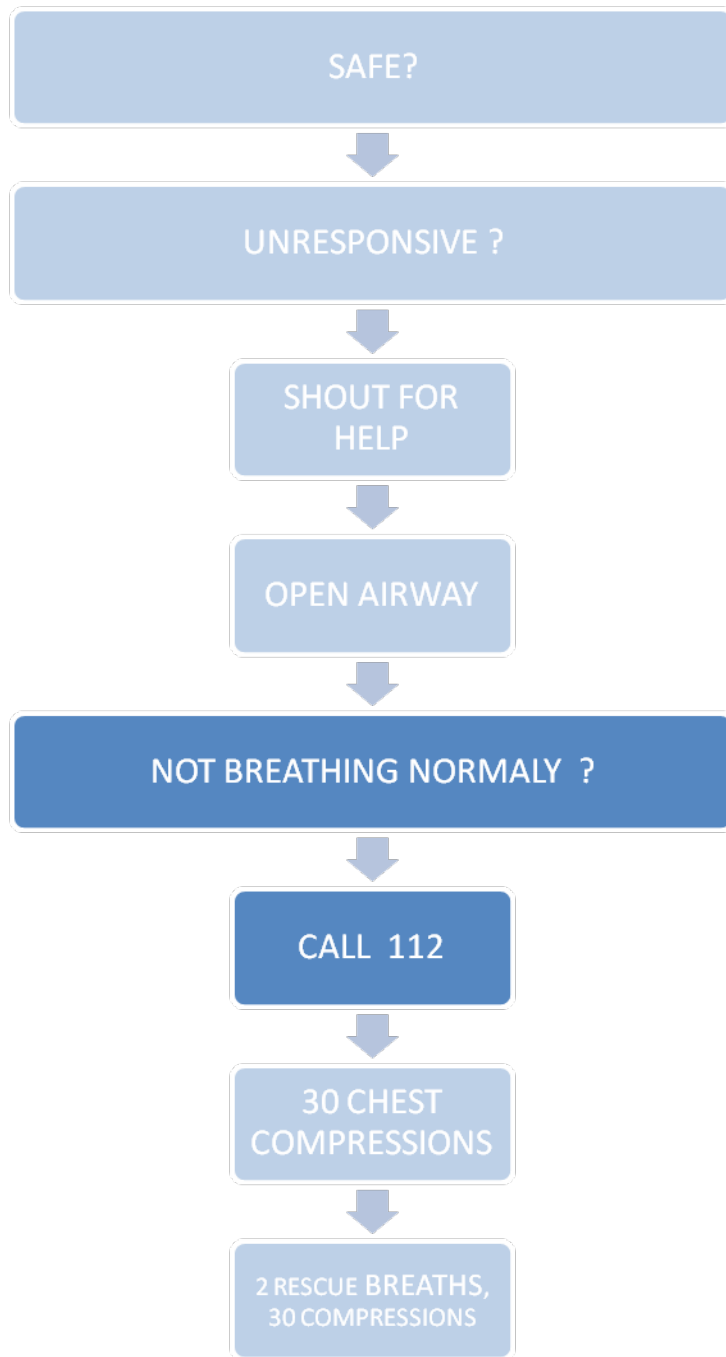 SAFE?
UNRESPONSIVE ?
SHOUT FOR
HELP
OPEN AIRWAY
NOT BREATHING NORMALY ?
CALL 112
30 CHEST
COMPRESSIONS
2 RESCUE BREATHS,
30 COMPRESSIONS